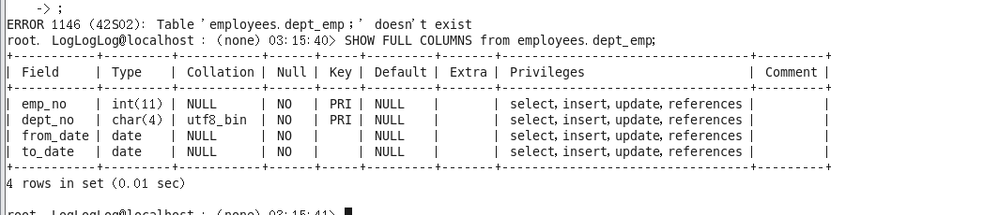 -> ;
ERROR 1146 (42S02): Table 'employees.dept_emp;' doesn't exist
root. LogLogLog@localhost : (none) 03:15:40> SHOW FULL COLUMNS from employees.dept_emp;
+-----------+---------+-----------+------+-----+---------+-------+---------------------------------+---------+
| Field     | Type    | Collation | Null | Key | Default | Extra | Privileges                      | Comment |
+-----------+---------+-----------+------+-----+---------+-------+---------------------------------+---------+
| emp_no    | int(11) | NULL      | NO   | PRI | NULL    |       | select,insert,update,references |         |
| dept_no   | char(4) | utf8_bin  | NO   | PRI | NULL    |       | select,insert,update,references |         |
| from_date | date    | NULL      | NO   |     | NULL    |       | select,insert,update,references |         |
| to_date   | date    | NULL      | NO   |     | NULL    |       | select,insert,update,references |         |
+-----------+---------+-----------+------+-----+---------+-------+---------------------------------+---------+
4 rows in set (0.01 sec)
root. LogLogLog@localhost : (none) 03:15:41>